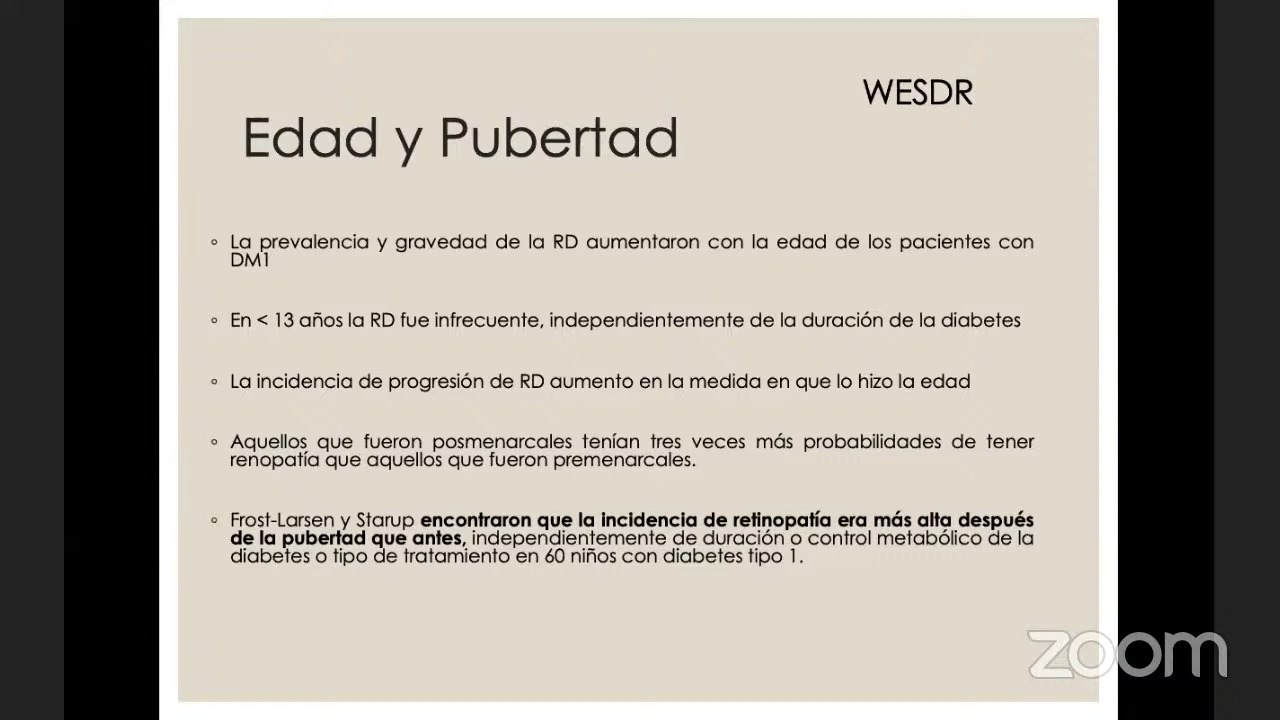 WESDR
Edad y Pubertad
◦ La prevalencia y gravedad de la RD aumentaron con la edad de los pacientes con
DM1
◦ En < 13 años la RD fue infrecuente, independientemente de la duración de la diabetes
◦ La incidencia de progresión de RD aumento en la medida en que lo hizo la edad
◦ Aquellos que fueron posmenarcales tenían tres veces más probabilidades de tener
renopatía que aquellos que fueron premenarcales.
◦ Frost-Larsen y Starup encontraron que la incidencia de retinopatía era más alta después
de la pubertad que antes, independientemente de duración o control metabólico de la
diabetes o tipo de tratamiento en 60 niños con diabetes tipo 1.
zoom